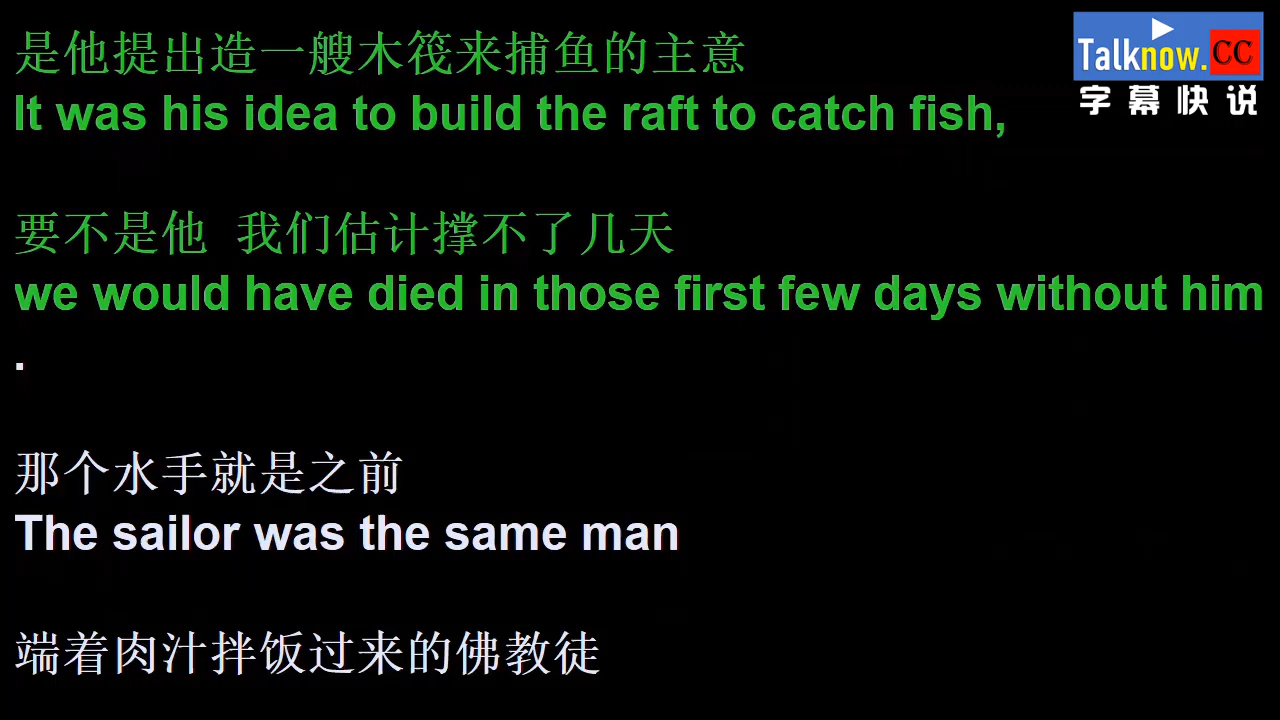 是他提出造一艘木筏来捕鱼的主意
It was his idea to build the raft to catch fish,
要不是他 我们估计撑不了几天
we would have died in those first few days without him
.
那个水手就是之前
The sailor was the same man
端着肉汁拌饭过来的佛教徒
Talknow.CC
字幕快说